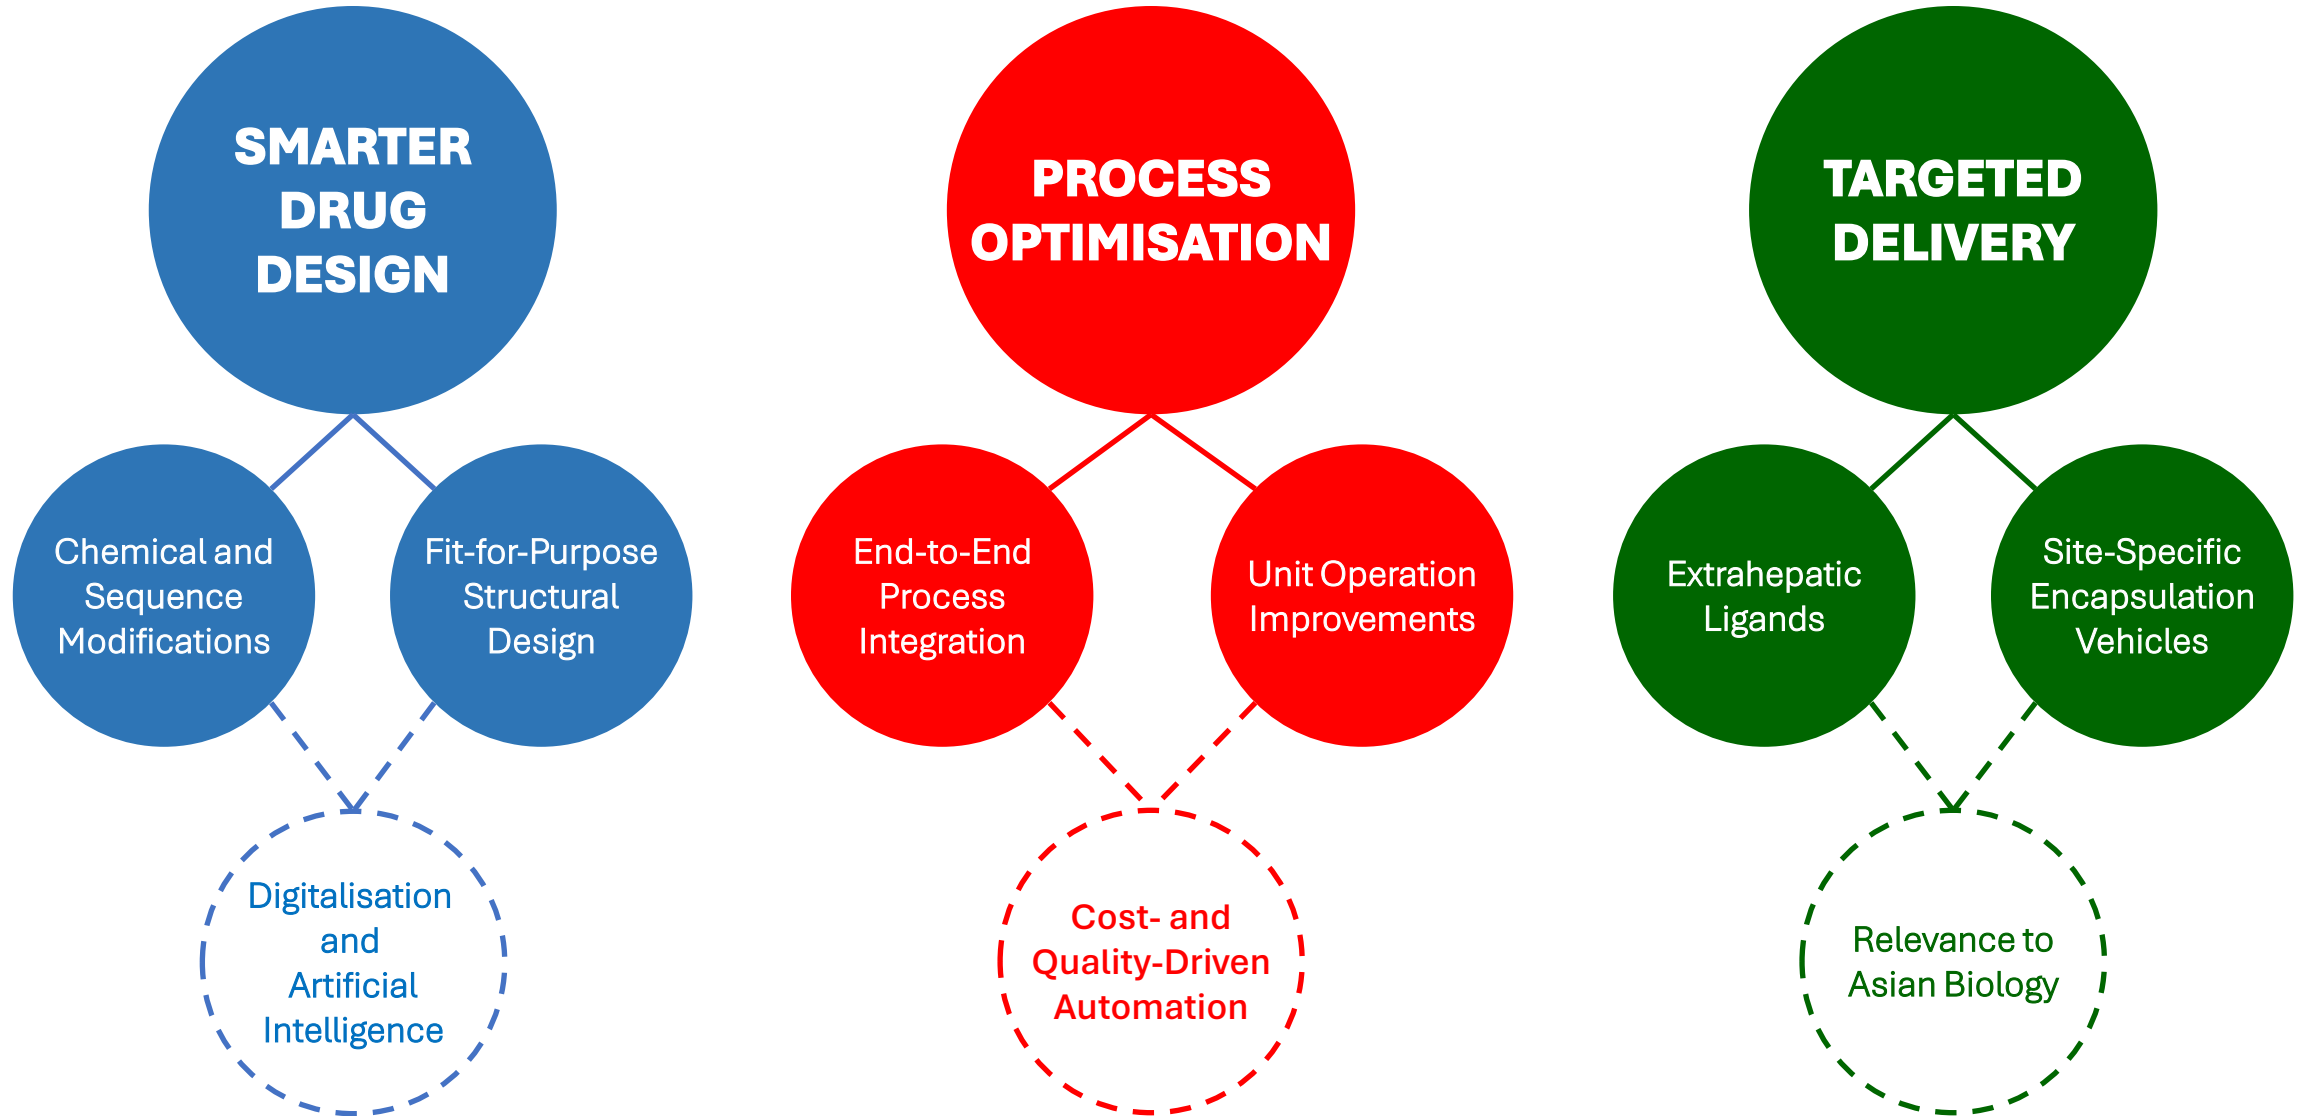 SMARTER
DRUG
DESIGN
Chemical and
Sequence
Modifications
Fit-for-Purpose
Structural
Design
Digitalisation
and
Artificial
Intelligence
PROCESS
OPTIMISATION
End-to-End
Process
Integration
Unit Operation
Improvements
Cost- and
Quality-Driven
Automation
TARGETED
DELIVERY
Extrahepatic
Ligands
Site-Specific
Encapsulation
Vehicles
Relevance to
Asian Biology